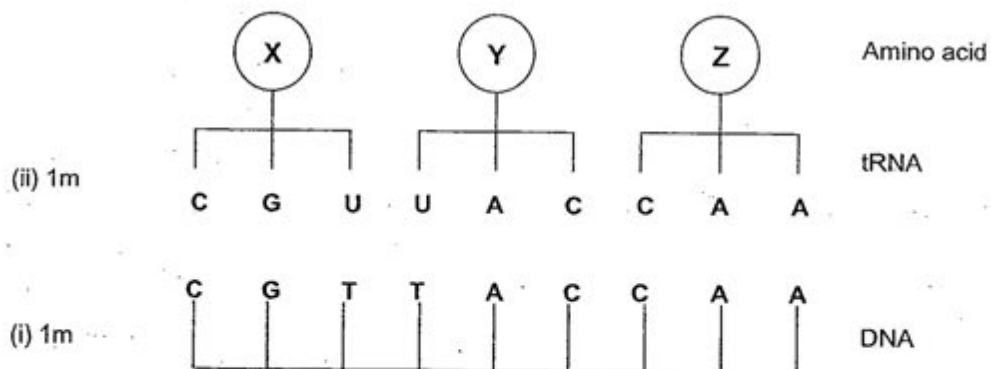 X Y Z Amino acid
tRNA
(ii) 1m
C G U U A C C A A
C G T T A C C A A
(i) 1m DNA